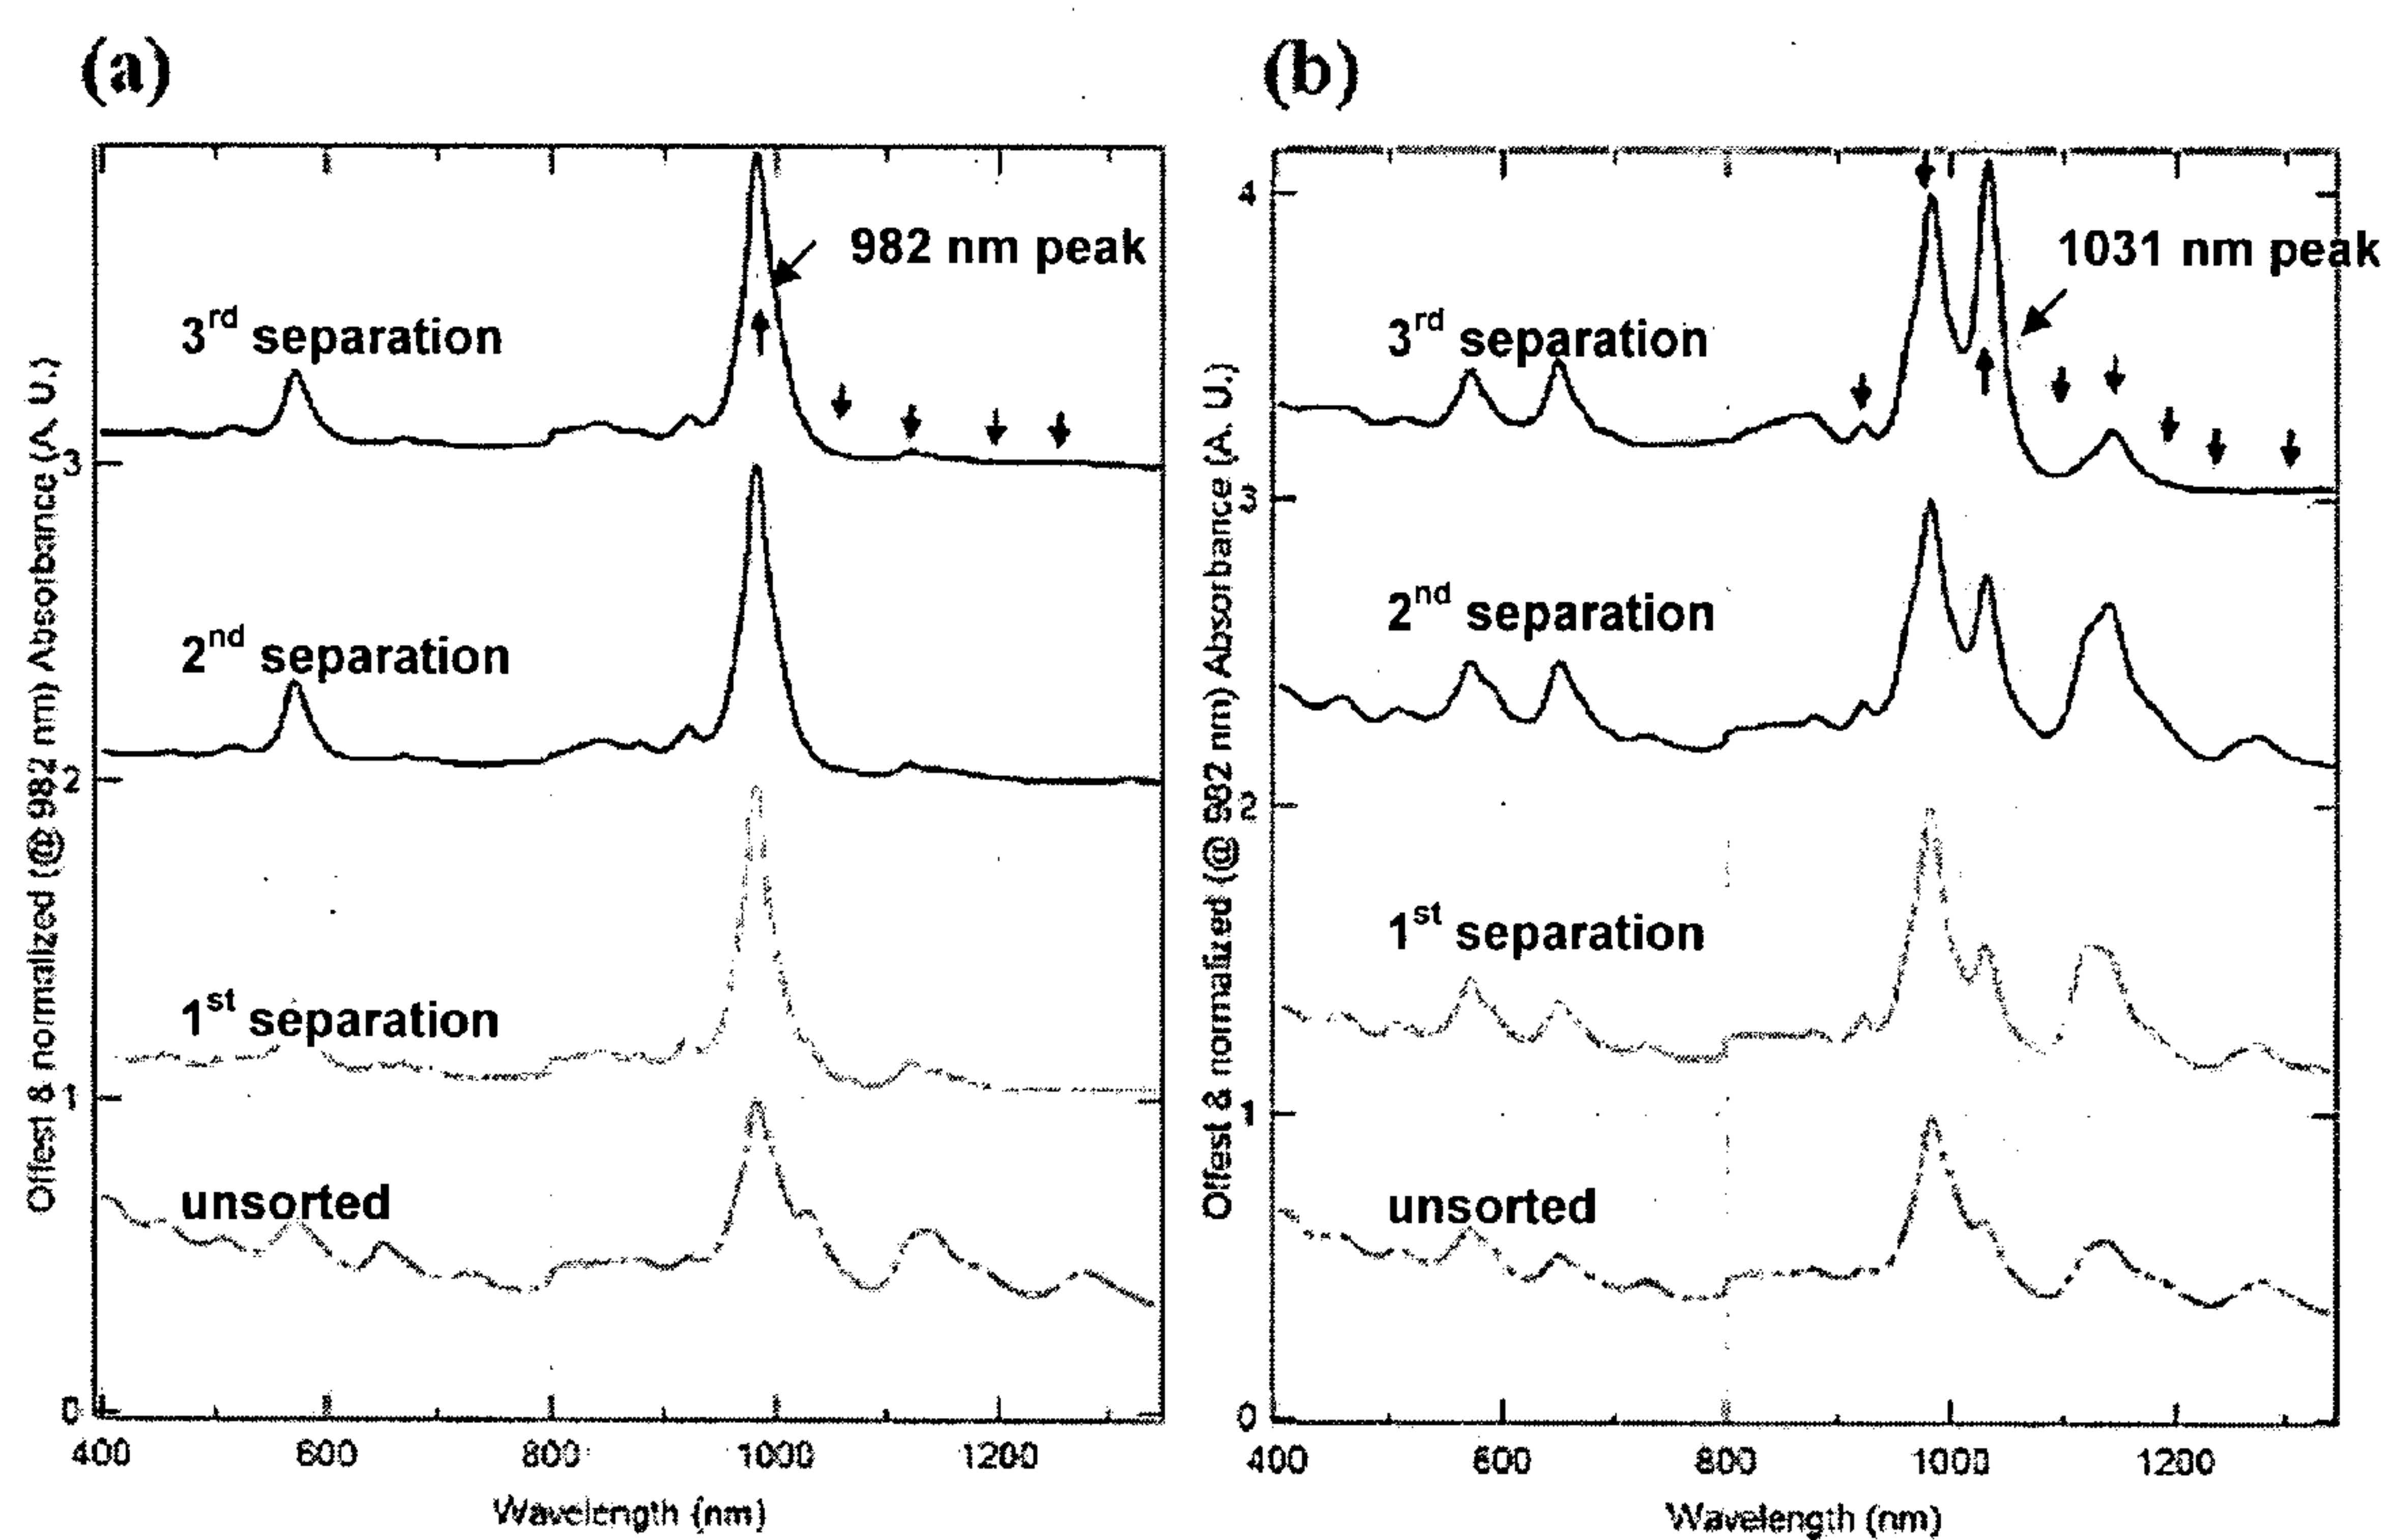 (a)
982 nm peak
3rd separation
2nd separation
1st separation
unsorted
Offest & normalized (@ 982 nm) Absorbance (A. U.)
3
2
1
0
400 600 800 1000 1200
Wavelength (nm)
(b)
1031 nm peak
3rd separation
2nd separation
1st separation
unsorted
Offest & normalized (@ 982 nm) Absorbance (A. U.)
4
3
2
1
0
400 600 800 1000 1200
Wavelength (nm)